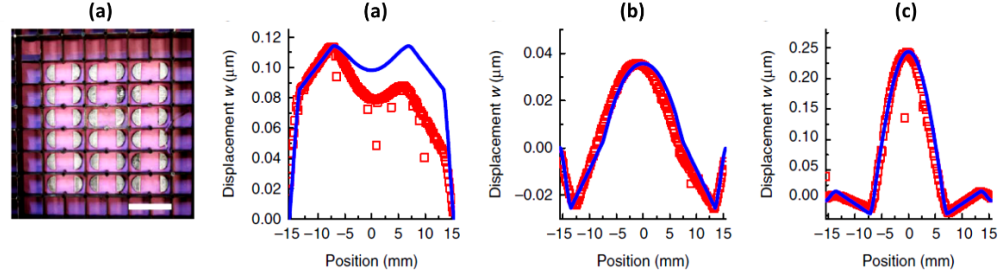 (a)
(a)
(b)
(c)
Displacement w (μm)
0.12
0.10
0.08
0.06
0.04
0.02
0.00
−15 −10 −5 0 5 10 15
Position (mm)
Displacement w (μm)
0.04
0.02
0.00
−0.02
−15 −10 −5 0 5 10 15
Position (mm)
Displacement w (μm)
0.25
0.20
0.15
0.10
0.05
0.00
−15 −10 −5 0 5 10 15
Position (mm)